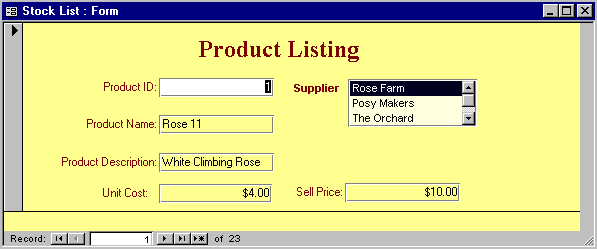 Stock List : Form
Product Listing
Product ID: 1
Supplier
Rose Farm
Posy Makers
The Orchard
Product Name: Rose 11
Product Description: White Climbing Rose
Unit Cost: $4.00
Sell Price: $10.00
Record: 1 of 23